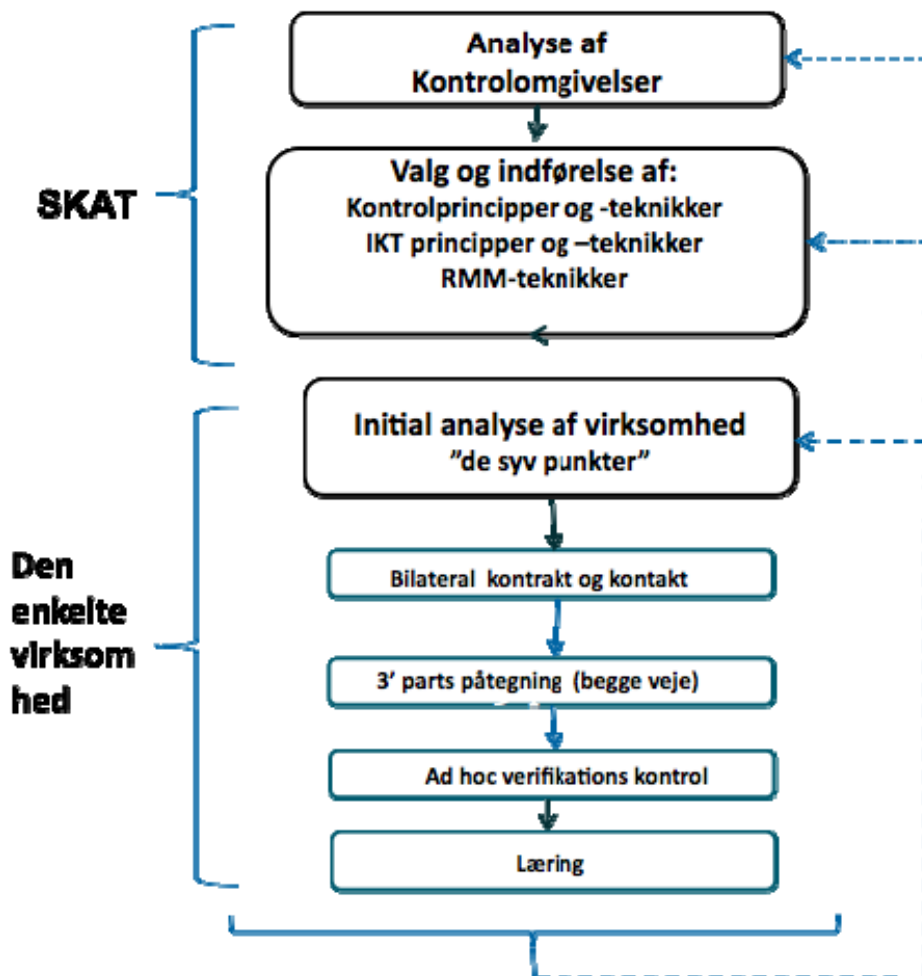 Analyse af
Kontrolomgivelser
SKAT
Valg og indførelse af:
Kontrolprincipper og -teknikker
IKT principper og –teknikker
RMM-teknikker
Initial analyse af virksomhed
”de syv punkter”
Den
enkelte
virksom
hed
Bilateral kontrakt og kontakt
3’ parts påtegning (begge veje)
Ad hoc verifikations kontrol
Læring